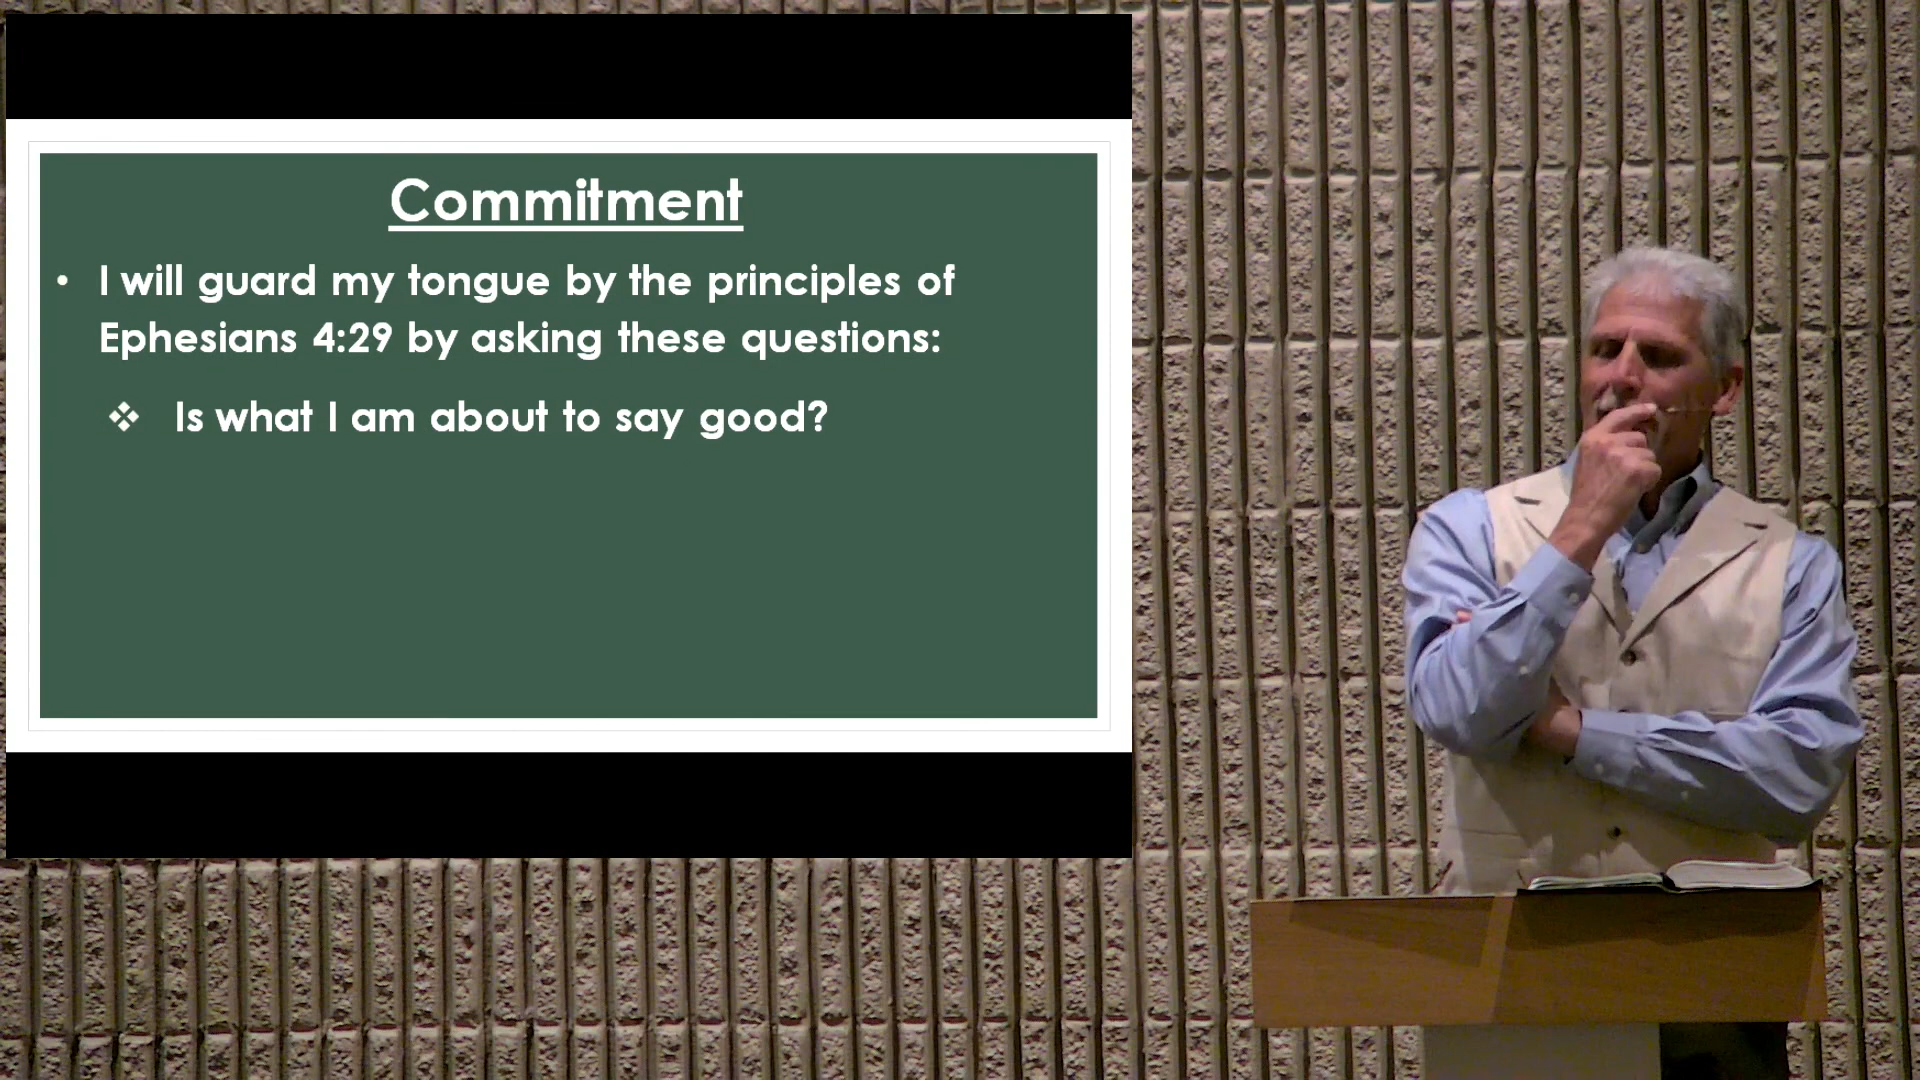 Commitment
• I will guard my tongue by the principles of
Ephesians 4:29 by asking these questions:
❖ Is what I am about to say good?